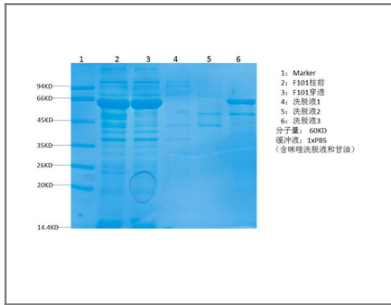 1 2 3 4 5 6
94KD
66KD
45KD
35KD
26KD
20KD
14.4KD
1: Marker
2: F101柱前
3: F101穿透
4: 洗脱液1
5: 洗脱液2
6: 洗脱液3
分子量: 60KD
缓冲液: 1xPBS
(含咪唑洗脱液和甘油)